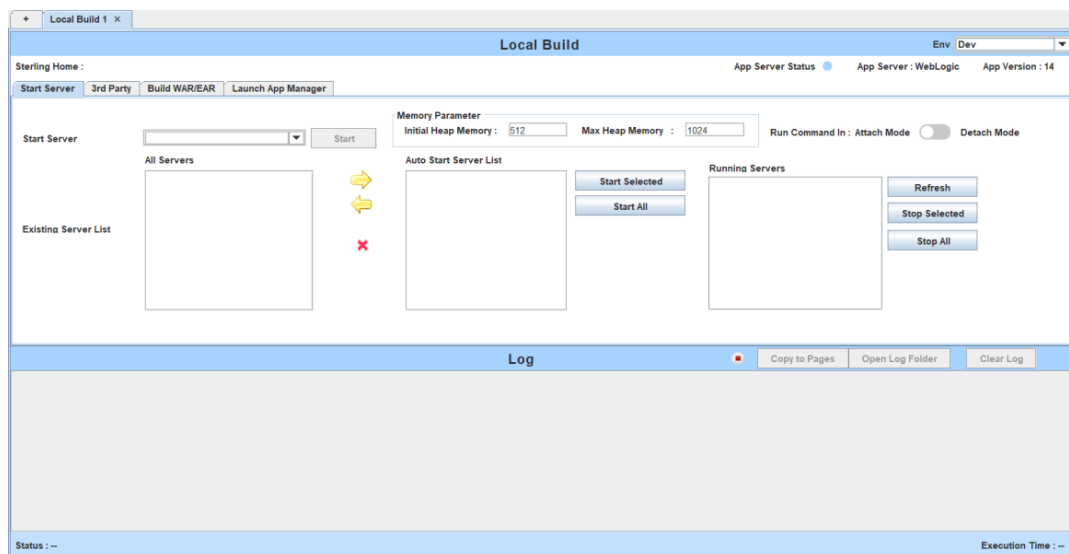 + Local Build 1 ×
Local Build Env Dev
Sterling Home : App Server Status App Server : WebLogic App Version : 14
Start Server 3rd Party Build WAR/EAR Launch App Manager
Memory Parameter
Start Server Start Initial Heap Memory : 512 Max Heap Memory : 1024 Run Command In : Attach Mode Detach Mode
All Servers Auto Start Server List Running Servers
Start Selected Refresh
Start All Stop Selected
Existing Server List Stop All
Log Copy to Pages Open Log Folder Clear Log
Status : -- Execution Time : --